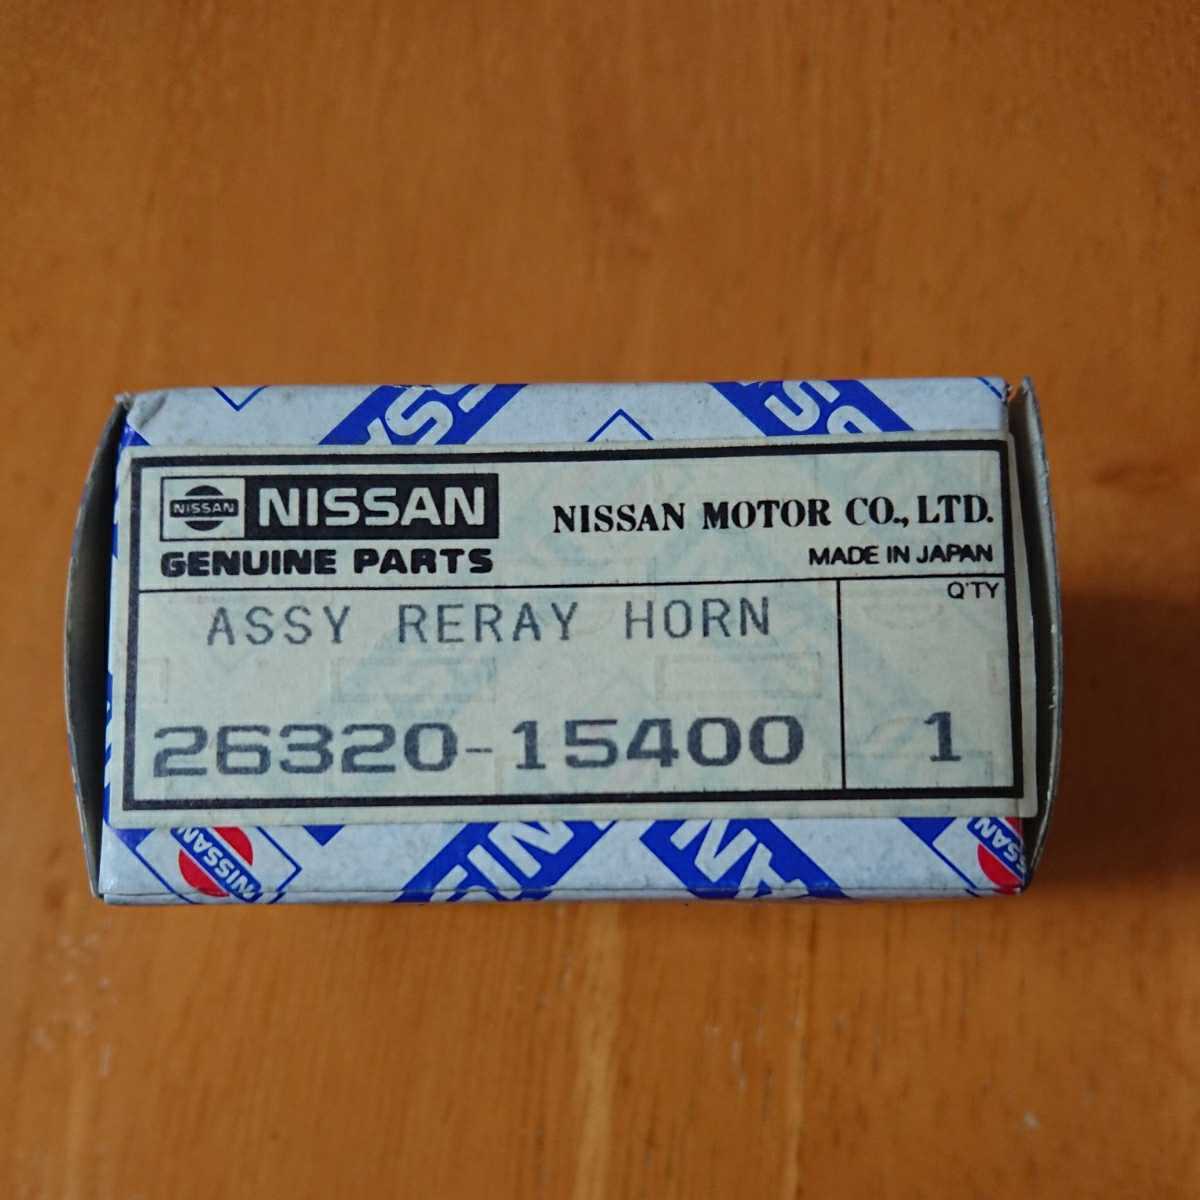 NISSAN NISSAN
NISSAN MOTOR CO., LTD.
GENUINE PARTS
MADE IN JAPAN
Q'TY
ASSY RERAY HORN
26320-15400
1
NISSAN
NISSAN